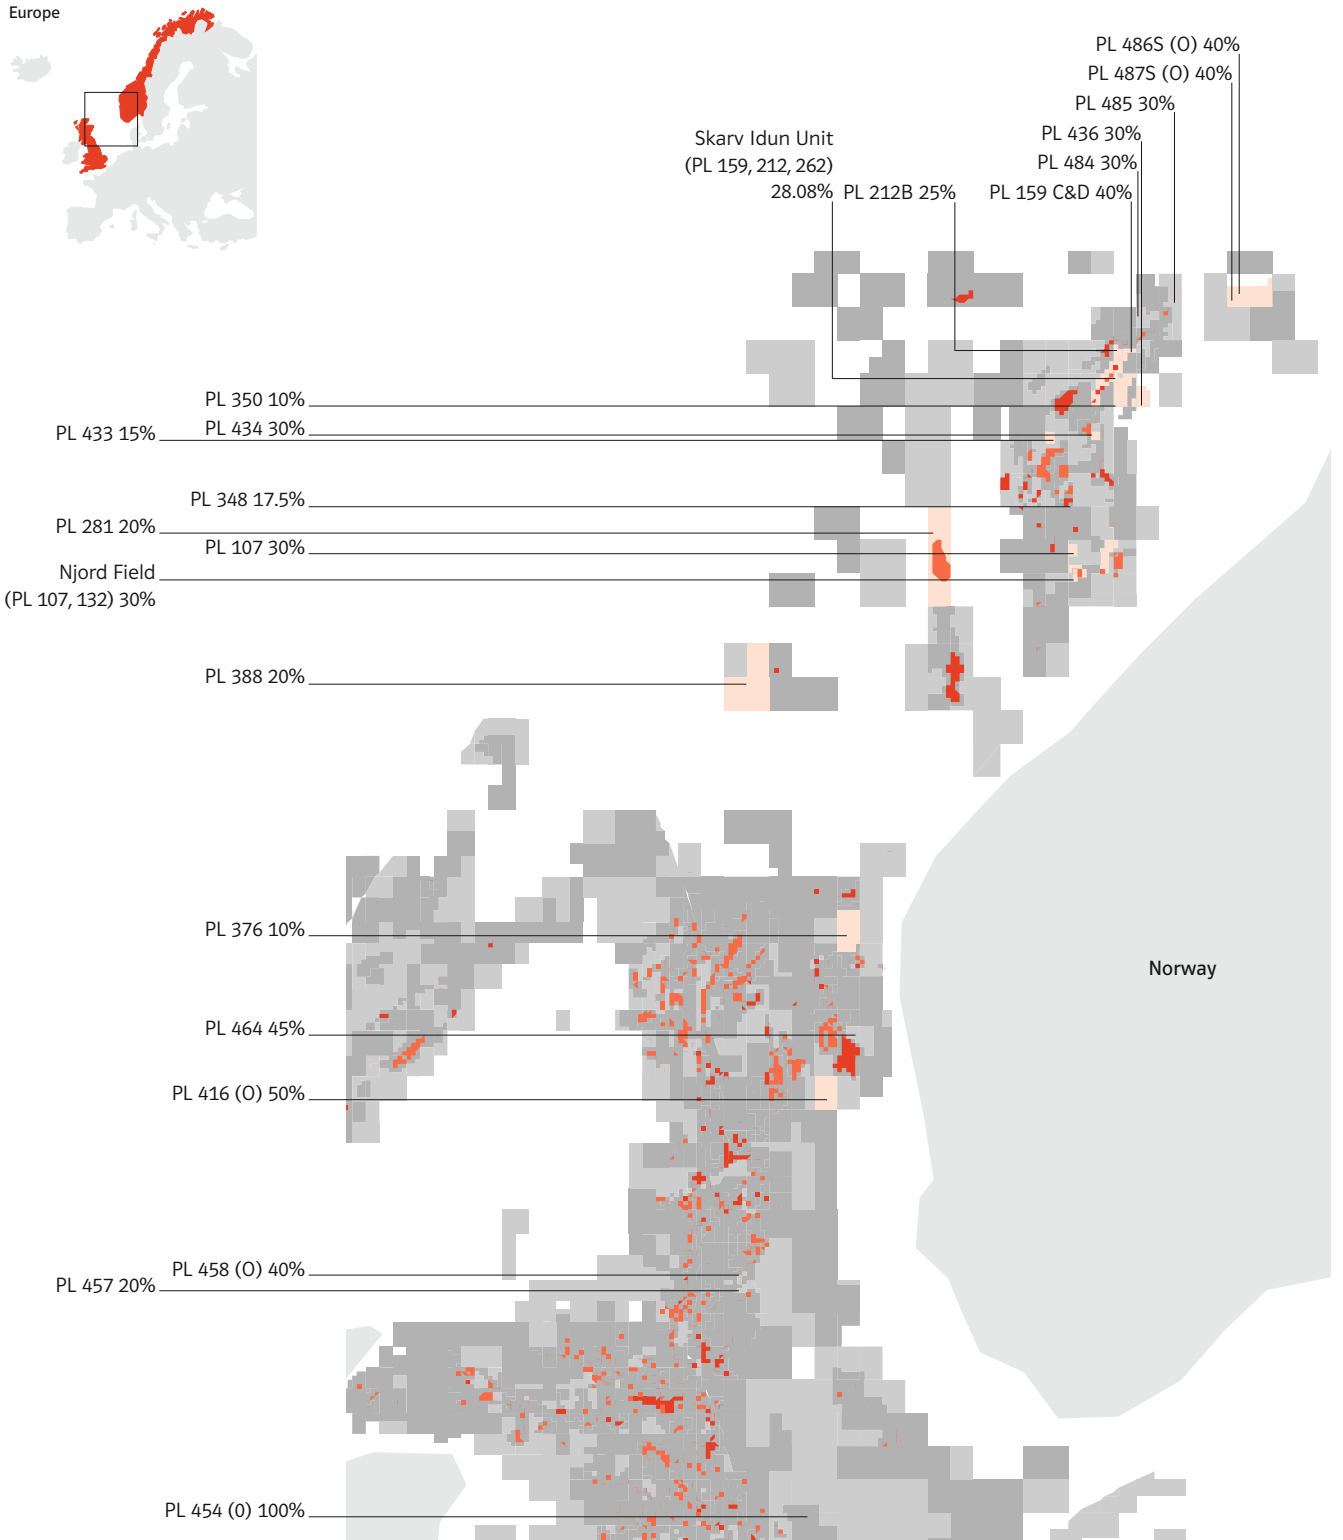 Europe
PL 486S (O) 40%
PL 487S (O) 40%
PL 485 30%
PL 436 30%
PL 484 30%
PL 159 C&D 40%
Skarv Idun Unit
(PL 159, 212, 262)
28.08%
PL 212B 25%
PL 350 10%
PL 434 30%
PL 433 15%
PL 348 17.5%
PL 281 20%
PL 107 30%
Njord Field
(PL 107, 132) 30%
PL 388 20%
PL 376 10%
Norway
PL 464 45%
PL 416 (O) 50%
PL 458 (O) 40%
PL 457 20%
PL 454 (0) 100%